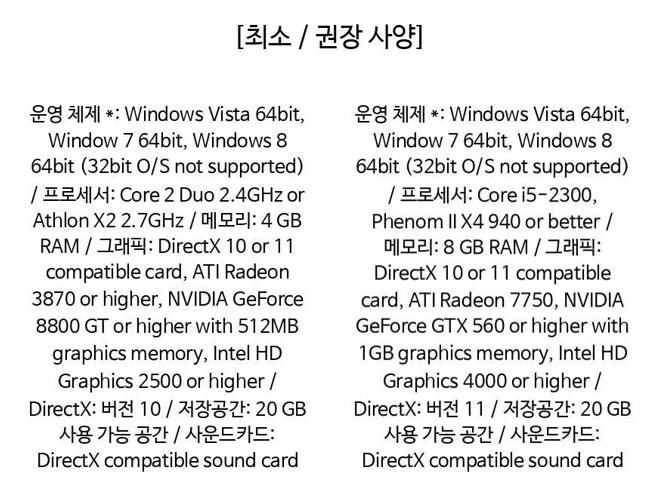 [최소 / 권장 사양]
운영 체제 *: Windows Vista 64bit,
Window 7 64bit, Windows 8
64bit (32bit O/S not supported)
/ 프로세서: Core 2 Duo 2.4GHz or
Athlon X2 2.7GHz / 메모리: 4 GB
RAM / 그래픽: DirectX 10 or 11
compatible card, ATI Radeon
3870 or higher, NVIDIA GeForce
8800 GT or higher with 512MB
graphics memory, Intel HD
Graphics 2500 or higher /
DirectX: 버전 10 / 저장공간: 20 GB
사용 가능 공간 / 사운드카드:
DirectX compatible sound card
운영 체제 *: Windows Vista 64bit,
Window 7 64bit, Windows 8
64bit (32bit O/S not supported)
/ 프로세서: Core i5-2300,
Phenom II X4 940 or better /
메모리: 8 GB RAM / 그래픽:
DirectX 10 or 11 compatible
card, ATI Radeon 7750, NVIDIA
GeForce GTX 560 or higher with
1GB graphics memory, Intel HD
Graphics 4000 or higher /
DirectX: 버전 11 / 저장공간: 20 GB
사용 가능 공간 / 사운드카드:
DirectX compatible sound card